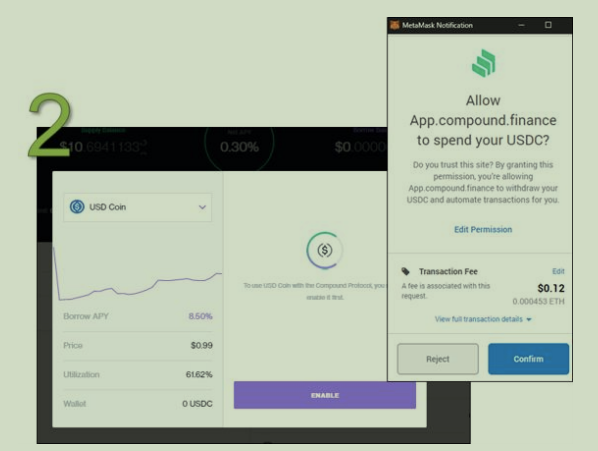 2
MetaMask Notification
Allow
App.compound.finance
to spend your USDC?
Do you trust this site? By granting this
permission, you're allowing
App.compound.finance to withdraw your
USDC and automate transactions for you.
Edit Permission
Transaction Fee
Edit
A fee is associated with this
request.
$0.12
0.000453 ETH
View full transaction details
Reject
Confirm
Supply Balance
$10.6941133
Net APY
0.30%
$0.0000
USD Coin
To use USD Coin with the Compound Protocol, you
enable it first.
Borrow APY
8.50%
Price
$0.99
Utilization
61.62%
Wallet
0 USDC
ENABLE